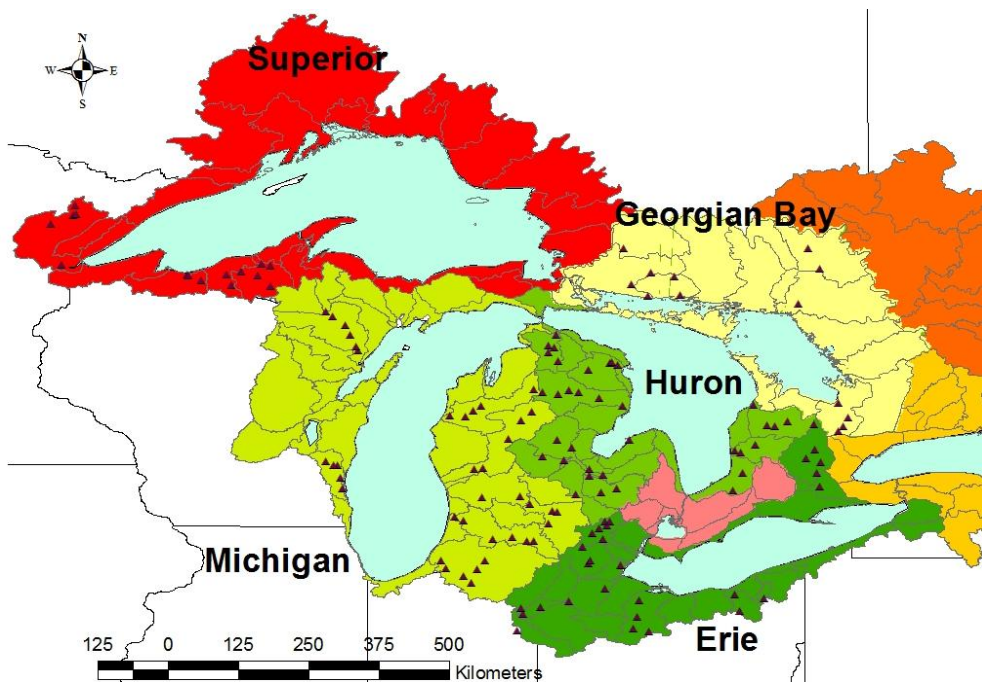 Superior
N
W E
S
Georgian Bay
Huron
Michigan
Erie
125 0 125 250 375 500
Kilometers